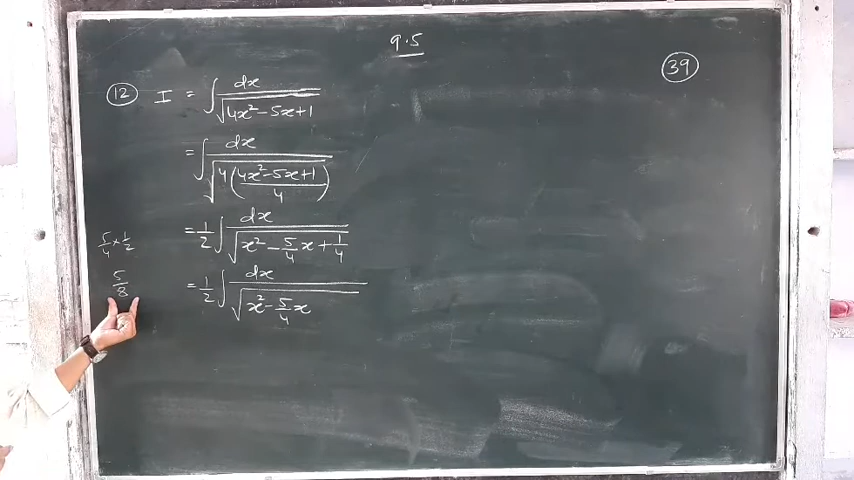 9.5
39
12 I = ∫ dx / √(4x² - 5x + 1)
= ∫ dx / √(4((4x² - 5x + 1) / 4))
= 1/2 ∫ dx / √(x² - 5/4 x + 1/4)
5/4 × 1/2
5/8
= 1/2 ∫ dx / √(x² - 5/4 x